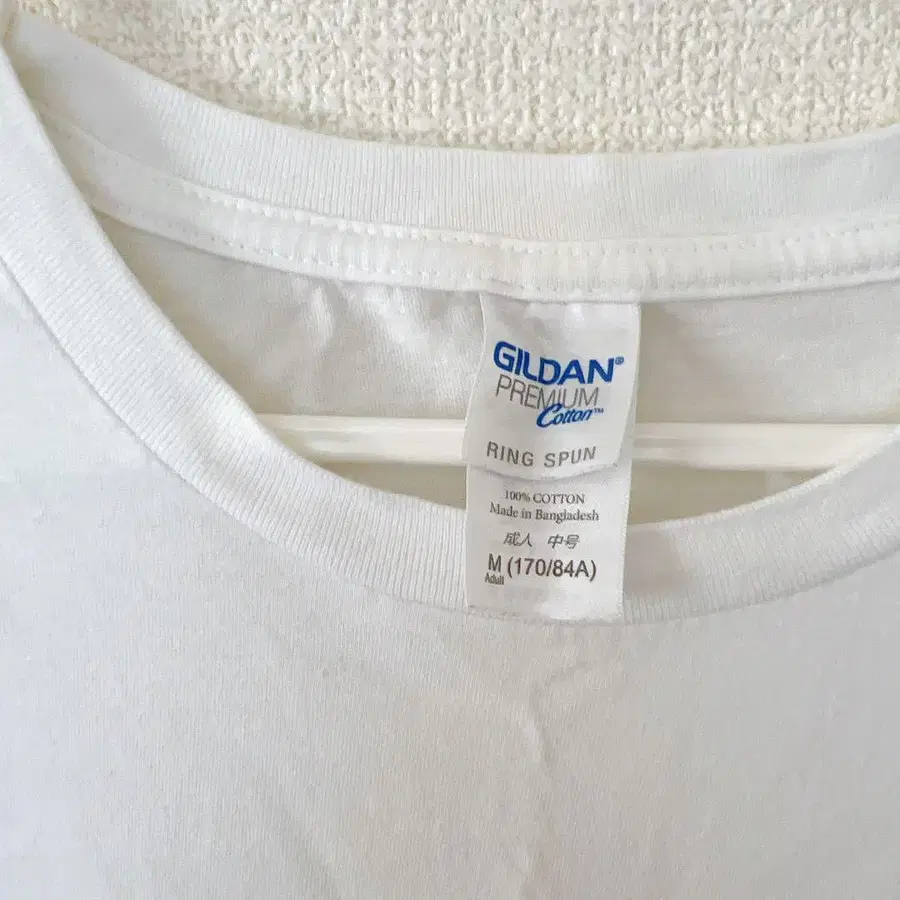 GILDAN®
PREMIUM
Cotton™
RING SPUN
100% COTTON
Made in Bangladesh
成人 中号
M (170/84A)
Adult